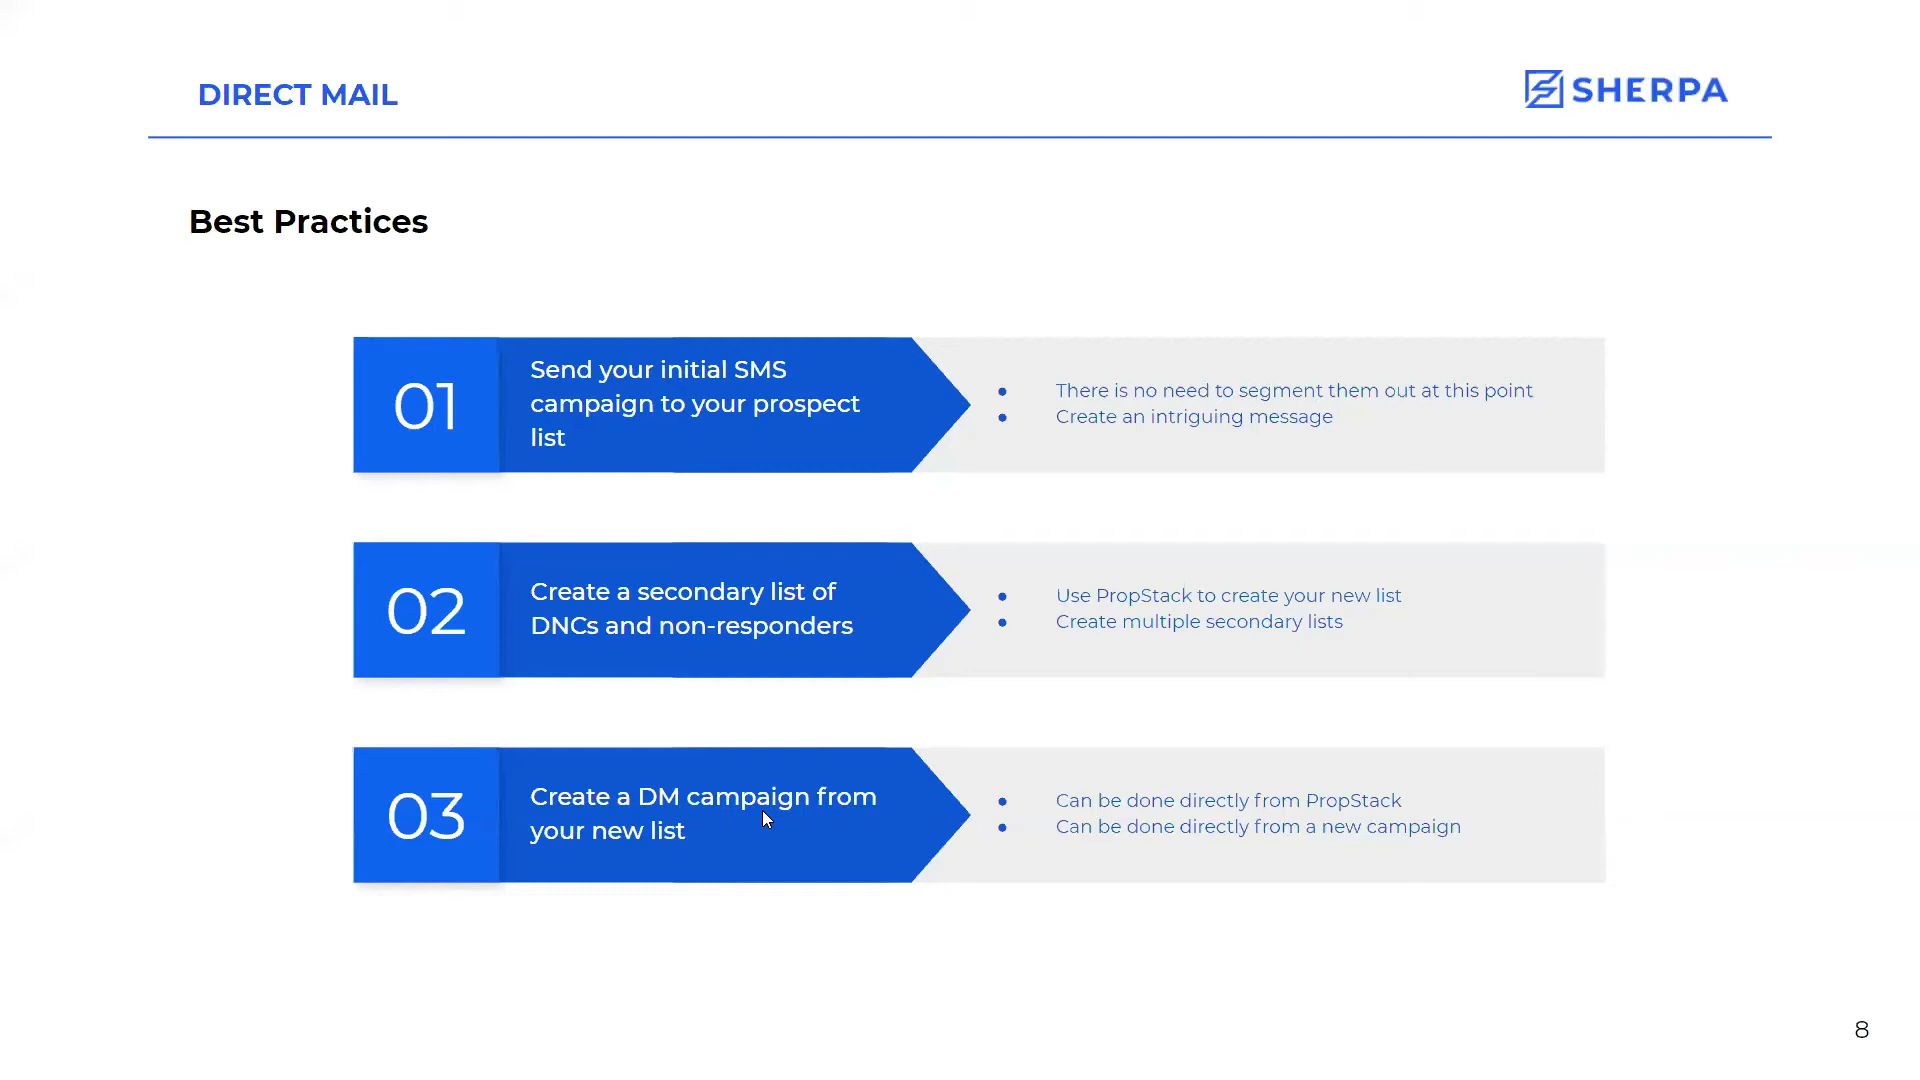 DIRECT MAIL
SHERPA
Best Practices
01
Send your initial SMS
campaign to your prospect
list
● There is no need to segment them out at this point
● Create an intriguing message
02
Create a secondary list of
DNCs and non-responders
● Use PropStack to create your new list
● Create multiple secondary lists
03
Create a DM campaign from
your new list
● Can be done directly from PropStack
● Can be done directly from a new campaign
8